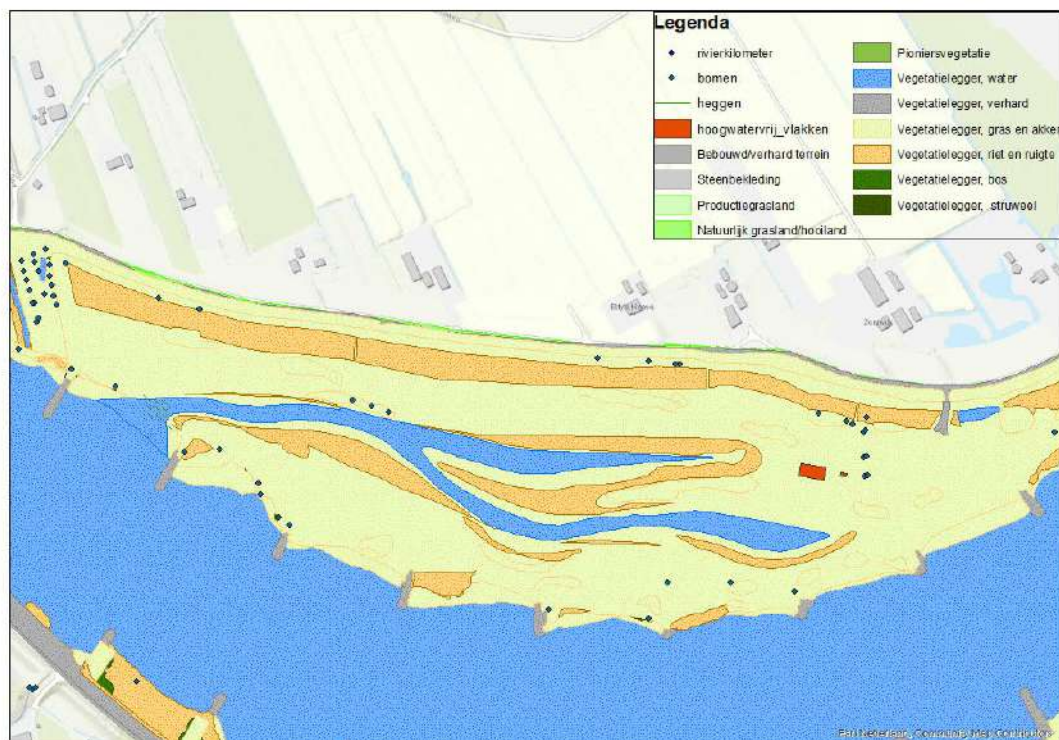 Legenda
rivierkilometer
bomen
heggen
hoogwatervrij_vlakken
Bebouwd/verhard terrein
Steenbekleding
Productiegrasland
Natuurlijk grasland/hooiland
Pioniersvegetatie
Vegetatielegger, water
Vegetatielegger, verhard
Vegetatielegger, gras en akker
Vegetatielegger, riet en ruigte
Vegetatielegger, bos
Vegetatielegger, struweel
Esri Nederland, Community Map Contributors